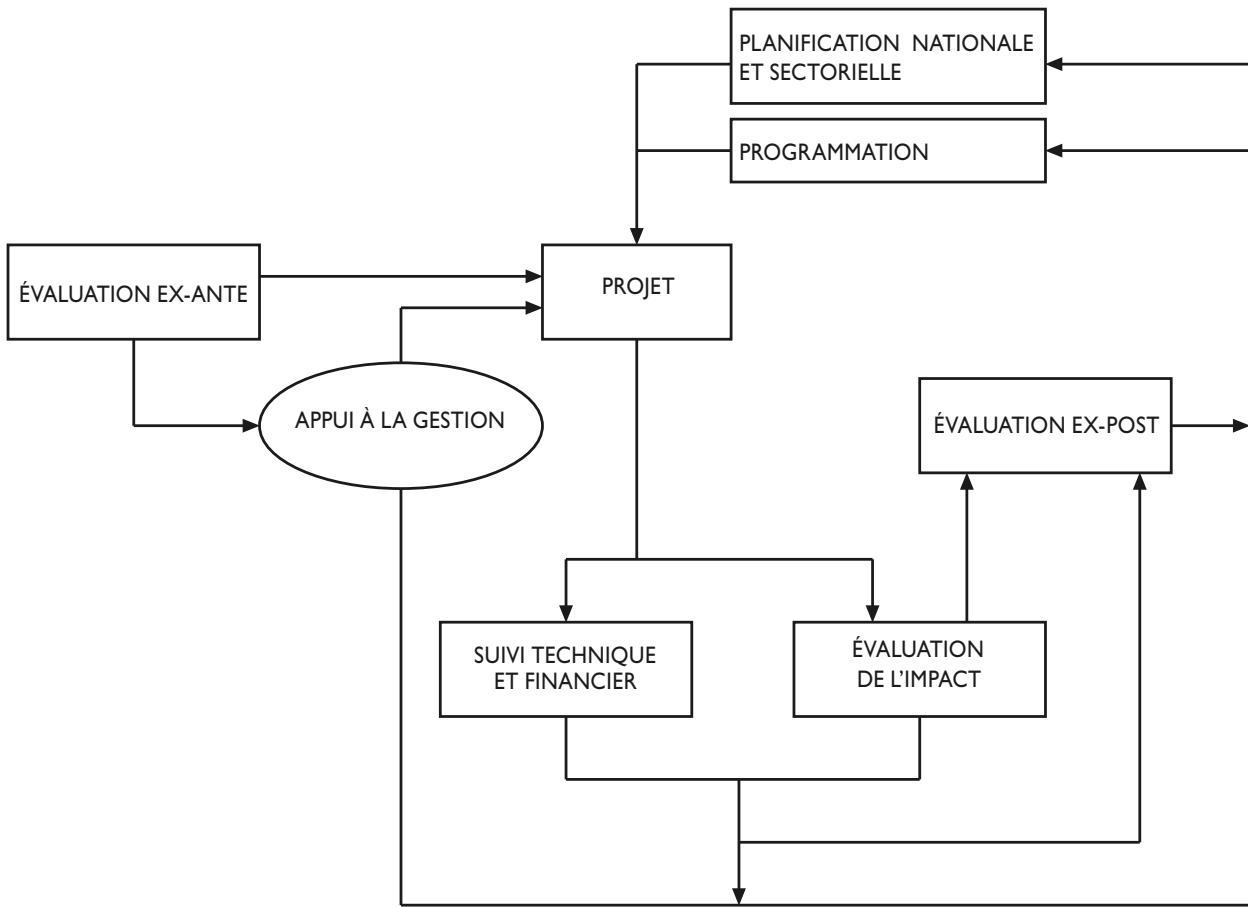 PLANIFICATION NATIONALE
ET SECTORIELLE
PROGRAMMATION
ÉVALUATION EX-ANTE
PROJET
APPUI À LA GESTION
ÉVALUATION EX-POST
SUIVI TECHNIQUE
ET FINANCIER
ÉVALUATION
DE L'IMPACT